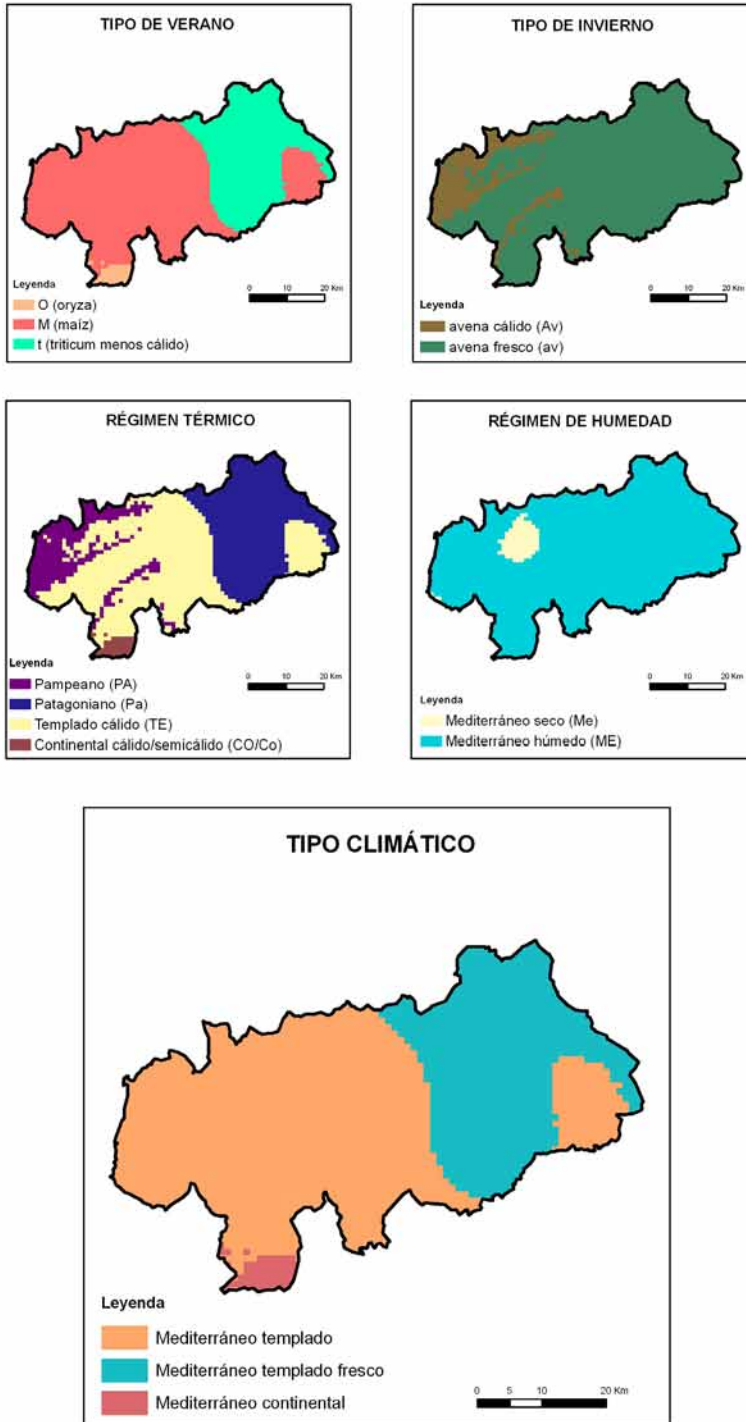 TIPO DE VERANO
0 10 20 Km
Leyenda
O (oryza)
M (maíz)
t (triticum menos cálido)
TIPO DE INVIERNO
0 10 20 Km
Leyenda
avena cálido (Av)
avena fresco (av)
RÉGIMEN TÉRMICO
0 10 20 Km
Leyenda
Pampeano (PA)
Patagoniano (Pa)
Templado cálido (TE)
Continental cálido/semicálido (CO/Co)
RÉGIMEN DE HUMEDAD
0 10 20 Km
Leyenda
Mediterráneo seco (Me)
Mediterráneo húmedo (ME)
TIPO CLIMÁTICO
Leyenda
Mediterráneo templado
Mediterráneo templado fresco
Mediterráneo continental
0 5 10 20 Km